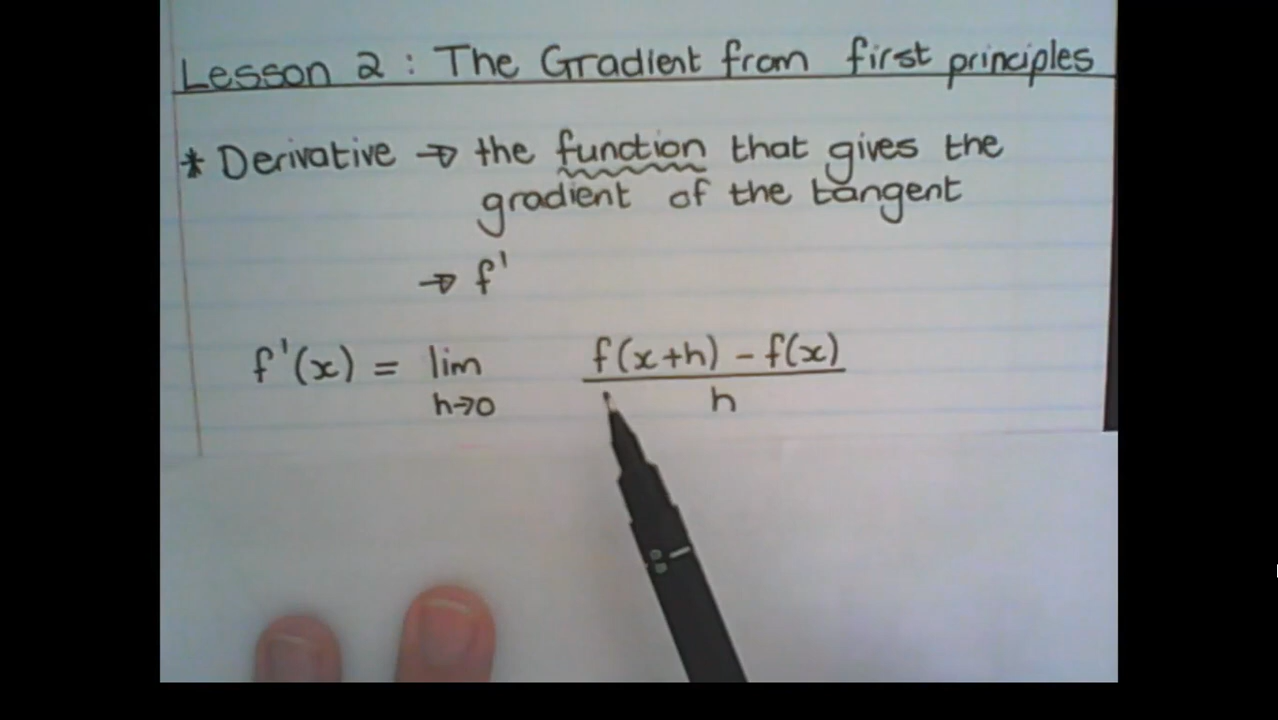 Lesson 2 : The Gradient from first principles
* Derivative → the function that gives the
gradient of the tangent
→ f'
f'(x) = lim f(x+h) - f(x)
h→0 h